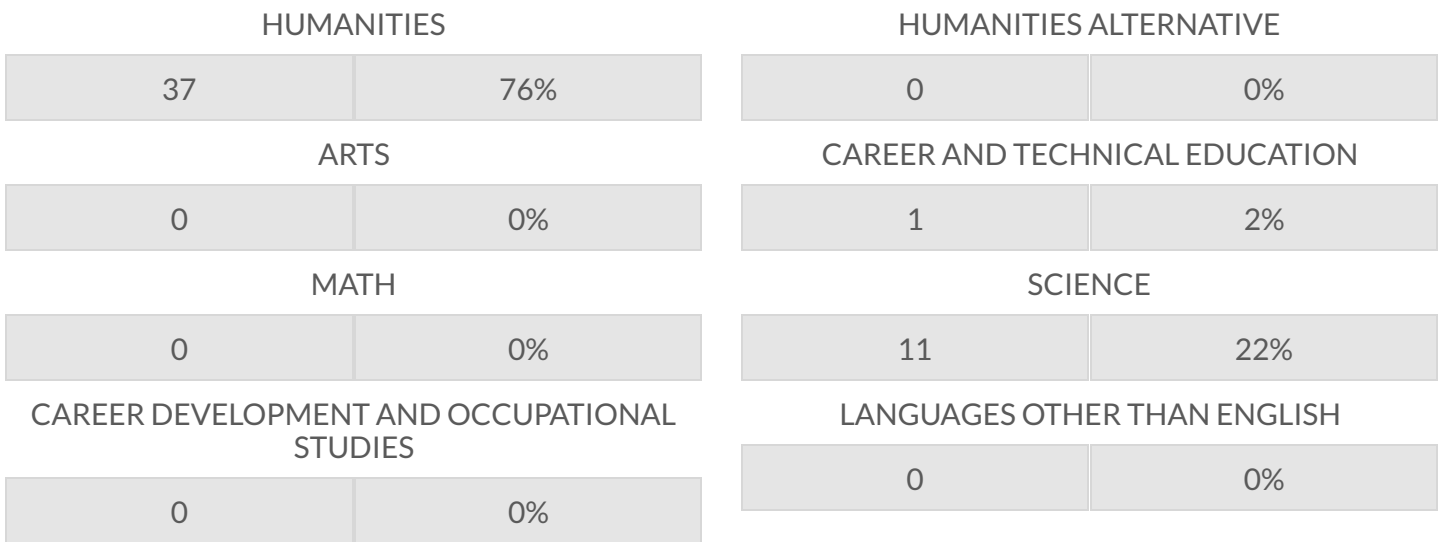 HUMANITIES
37 76%
HUMANITIES ALTERNATIVE
0 0%
ARTS
0 0%
CAREER AND TECHNICAL EDUCATION
1 2%
MATH
0 0%
SCIENCE
11 22%
CAREER DEVELOPMENT AND OCCUPATIONAL
STUDIES
0 0%
LANGUAGES OTHER THAN ENGLISH
0 0%